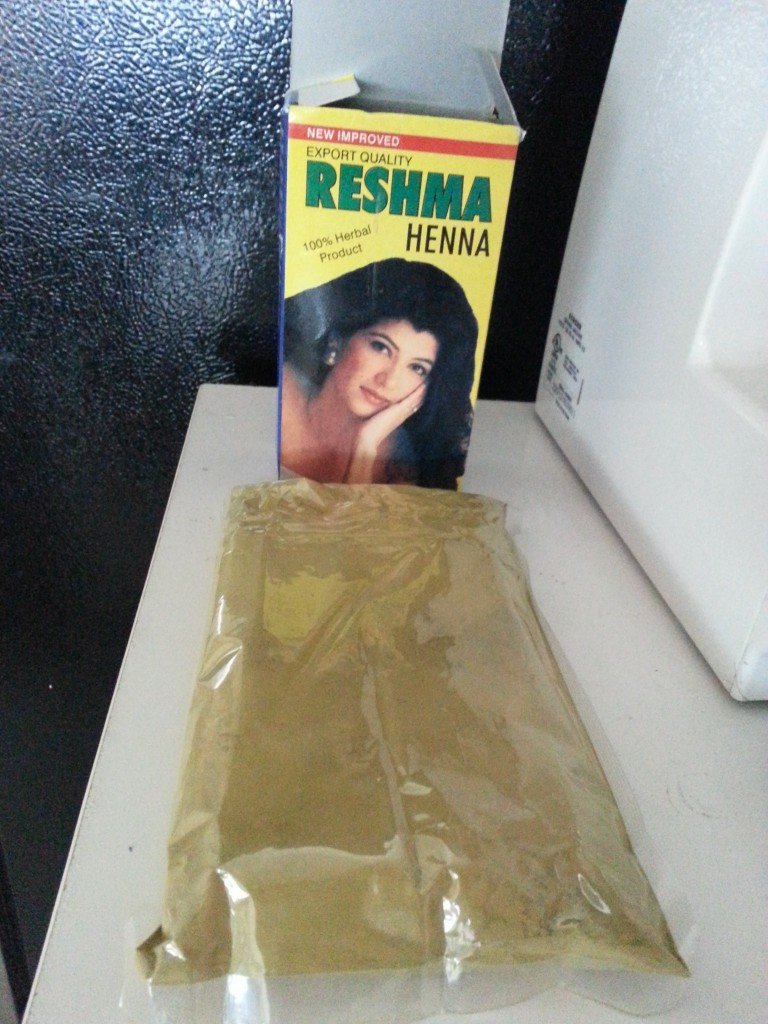 NEW IMPROVED
EXPORT QUALITY
RESHMA
HENNA
100% Herbal
Product